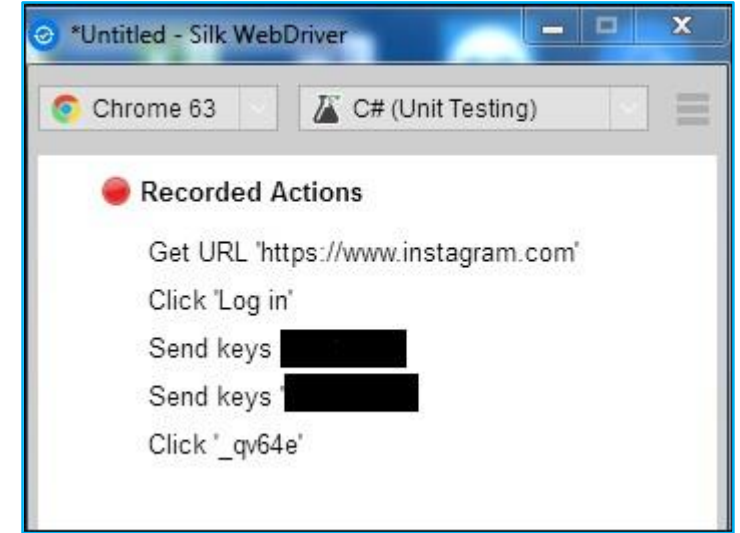 *Untitled - Silk WebDriver
Chrome 63 C# (Unit Testing)
Recorded Actions
Get URL 'https://www.instagram.com'
Click 'Log in'
Send keys
Send keys '
Click '_qv64e'